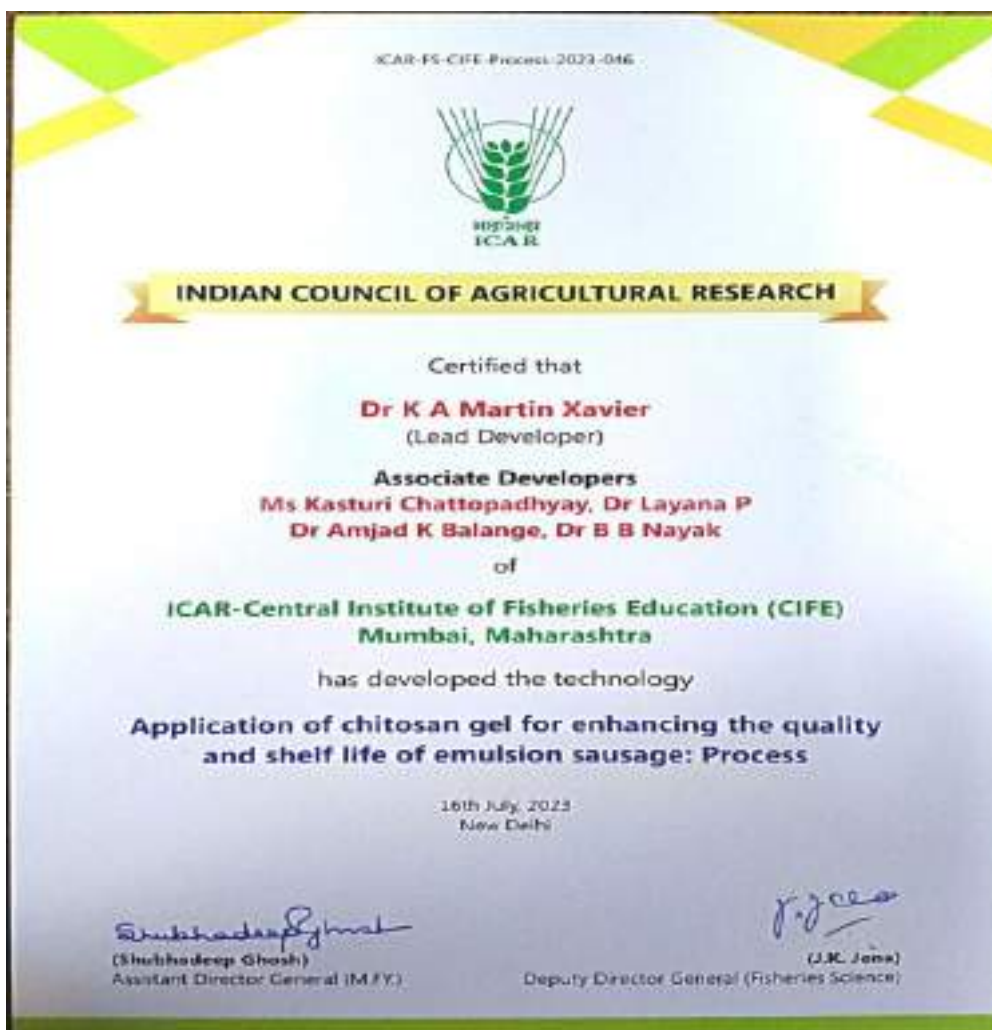 ICAR-FS-CIFE-Process-2023-046
ICAR
INDIAN COUNCIL OF AGRICULTURAL RESEARCH
Certified that
Dr K A Martin Xavier
(Lead Developer)
Associate Developers
Ms Kasturi Chattopadhyay, Dr Layana P
Dr Amjad K Balange, Dr B B Nayak
of
ICAR-Central Institute of Fisheries Education (CIFE)
Mumbai, Maharashtra
has developed the technology
Application of chitosan gel for enhancing the quality
and shelf life of emulsion sausage: Process
16th July, 2023
New Delhi
(Shubhadeep Ghosh)
Assistant Director General (M.FY.)
(J.K. Jena)
Deputy Director General (Fisheries Science)